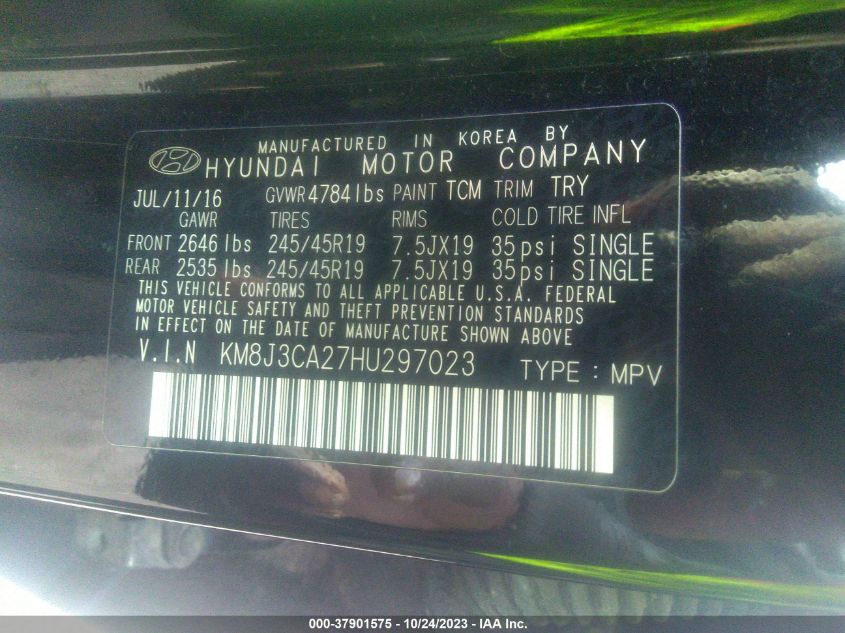 MANUFACTURED IN KOREA BY
HYUNDAI MOTOR COMPANY
JUL/11/16 GVWR 4784lbs PAINT TCM TRIM TRY
GAWR TIRES RIMS COLD TIRE INFL
FRONT 2646 lbs 245/45R19 7.5JX19 35psi SINGLE
REAR 2535 lbs 245/45R19 7.5JX19 35psi SINGLE
THIS VEHICLE CONFORMS TO ALL APPLICABLE U.S.A. FEDERAL
MOTOR VEHICLE SAFETY AND THEFT PREVENTION STANDARDS
IN EFFECT ON THE DATE OF MANUFACTURE SHOWN ABOVE
V.I.N KM8J3CA27HU297023 TYPE : MPV
000-37901575 - 10/24/2023 - IAA Inc.